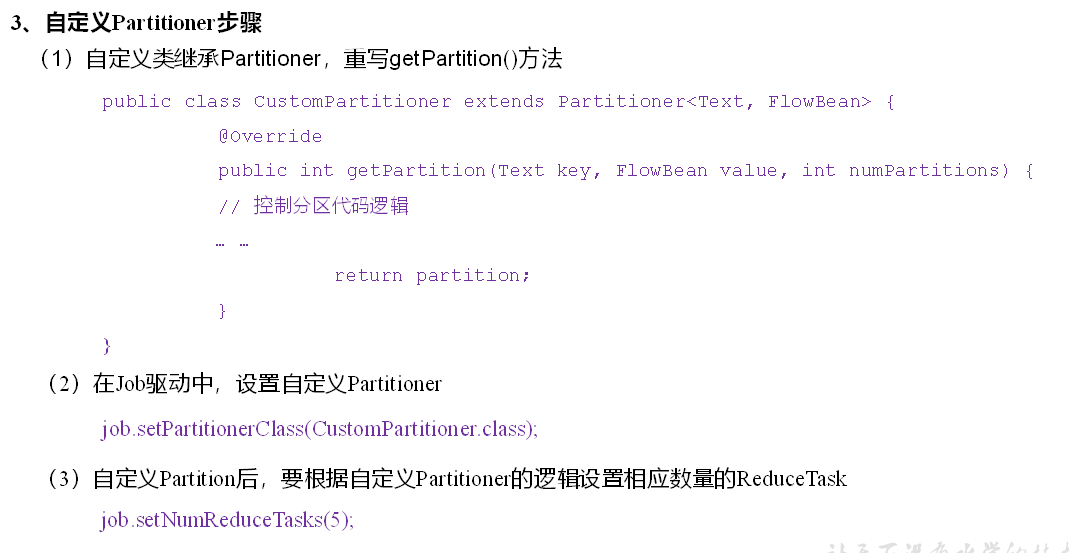 3、自定义Partitioner步骤
（1）自定义类继承Partitioner，重写getPartition()方法
public class CustomPartitioner extends Partitioner<Text, FlowBean> {
@Override
public int getPartition(Text key, FlowBean value, int numPartitions) {
// 控制分区代码逻辑
… …
return partition;
}
}
（2）在Job驱动中，设置自定义Partitioner
job.setPartitionerClass(CustomPartitioner.class);
（3）自定义Partition后，要根据自定义Partitioner的逻辑设置相应数量的ReduceTask
job.setNumReduceTasks(5);